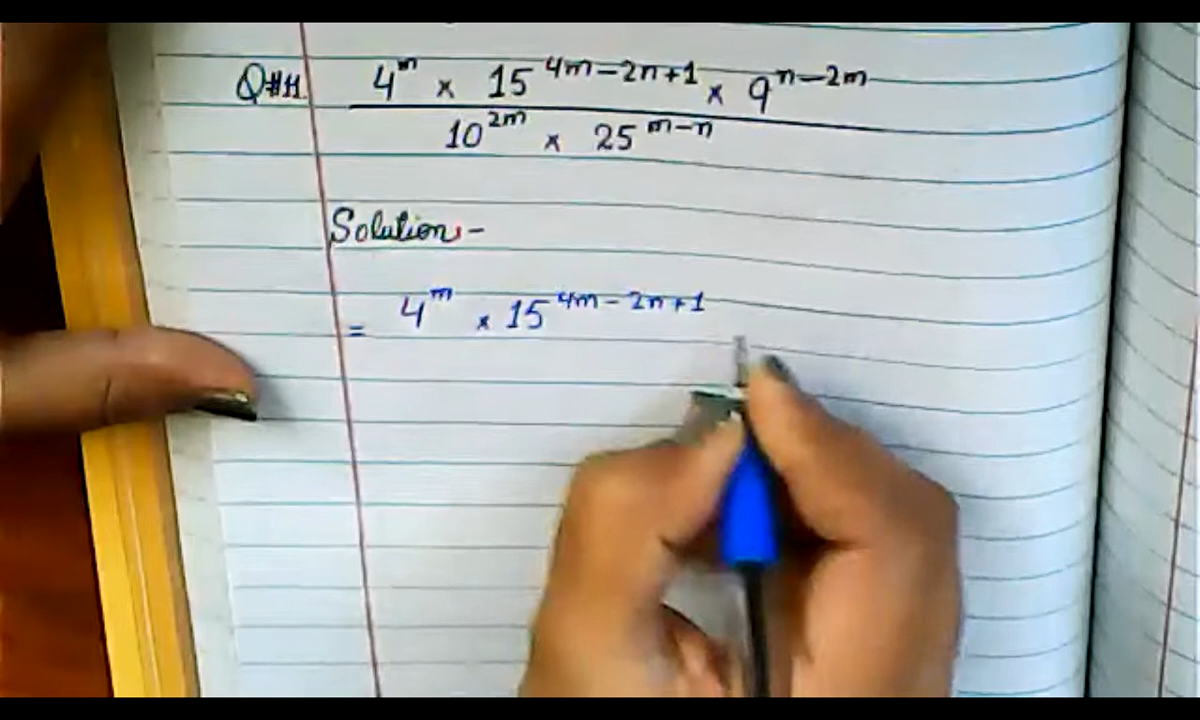 Q#11 4^m × 15^4m-2n+1 × 9^n-2m
10^2m × 25^m-n
Solution:-
= 4^m × 15^4m-2n+1